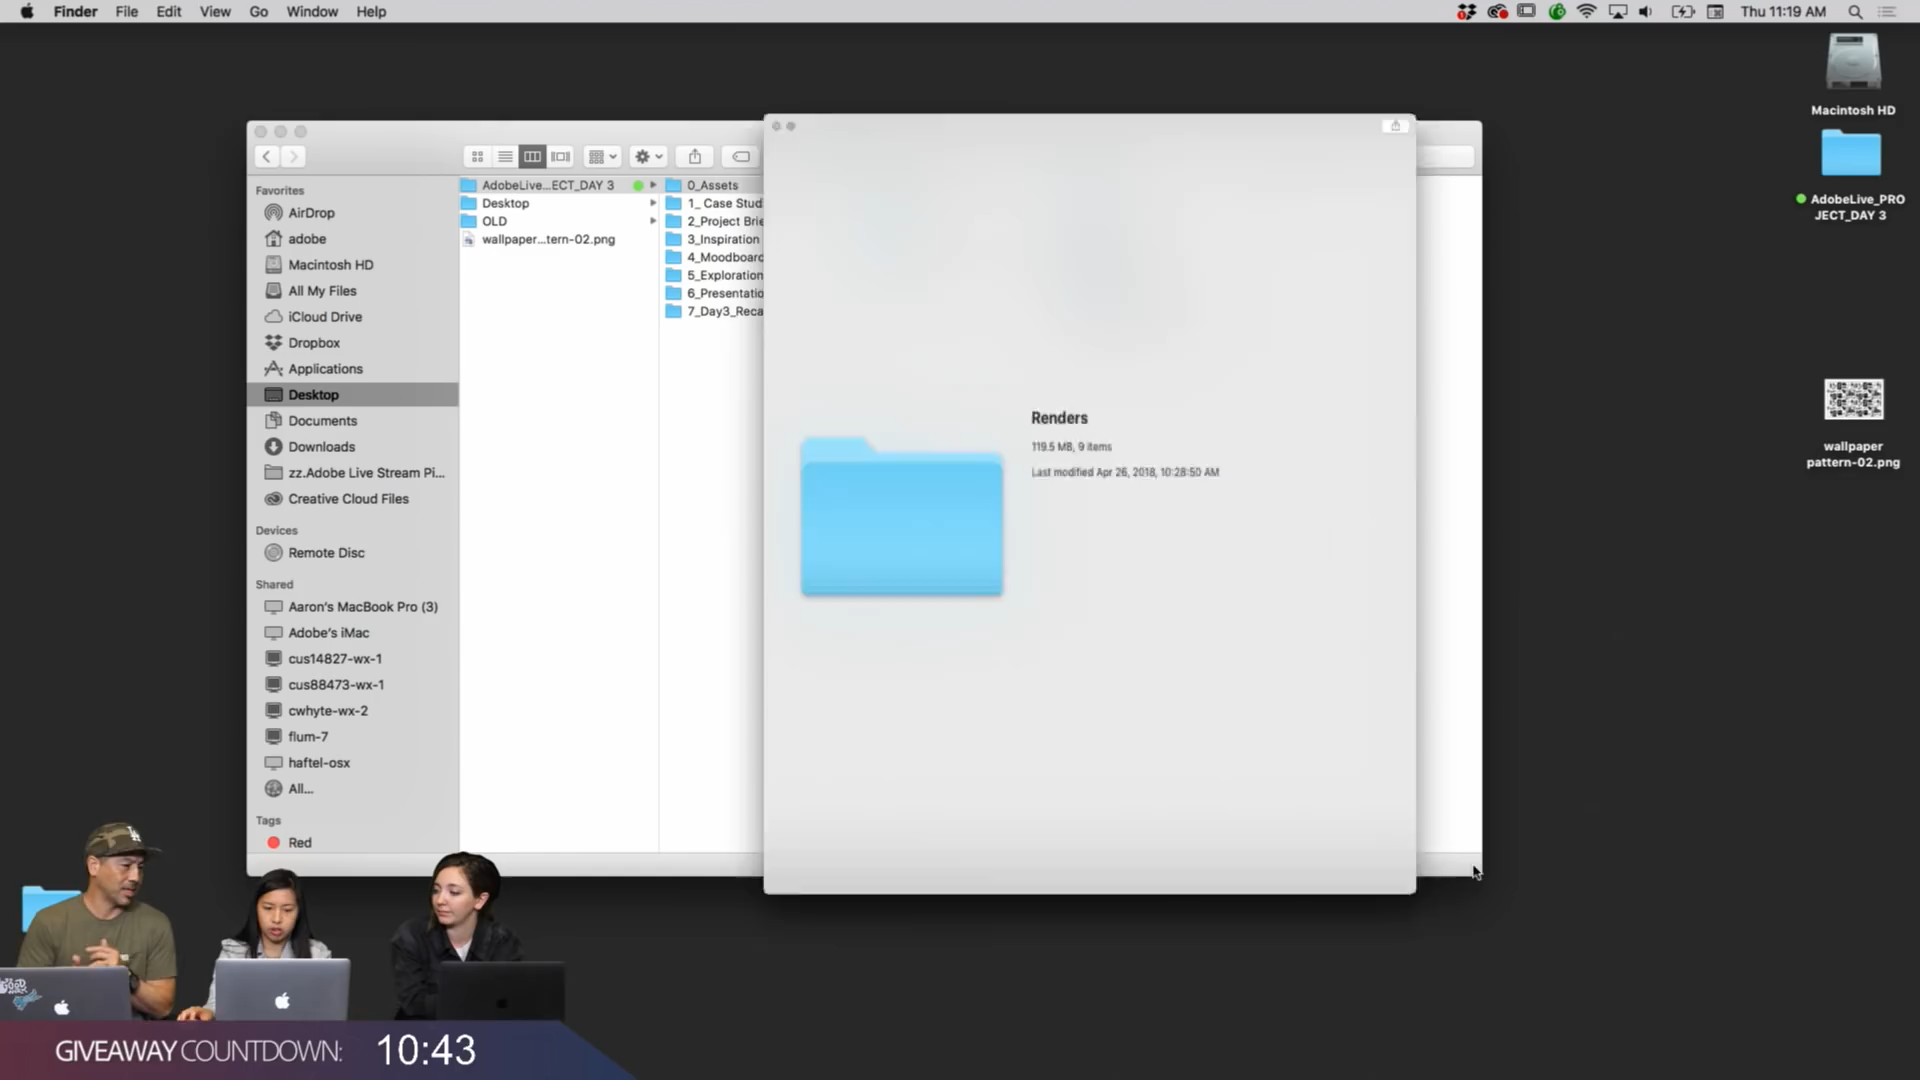 Finder File Edit View Go Window Help
Thu 11:19 AM
Macintosh HD
AdobeLive_PRO
JECT_DAY 3
wallpaper
pattern-02.png
Favorites
AirDrop
adobe
Macintosh HD
All My Files
iCloud Drive
Dropbox
Applications
Desktop
Documents
Downloads
zz.Adobe Live Stream Pi...
Creative Cloud Files
Devices
Remote Disc
Shared
Aaron's MacBook Pro (3)
Adobe's iMac
cus14827-wx-1
cus88473-wx-1
cwhyte-wx-2
flum-7
haftel-osx
All...
Tags
Red
AdobeLive...ECT_DAY 3
Desktop
OLD
wallpaper...tern-02.png
0_Assets
1_ Case Stud
2_Project Brie
3_Inspiration
4_Moodboard
5_Exploration
6_Presentatio
7_Day3_Reca
Renders
119.5 MB, 9 items
Last modified Apr 26, 2018, 10:28:50 AM
GIVEAWAY COUNTDOWN: 10:43